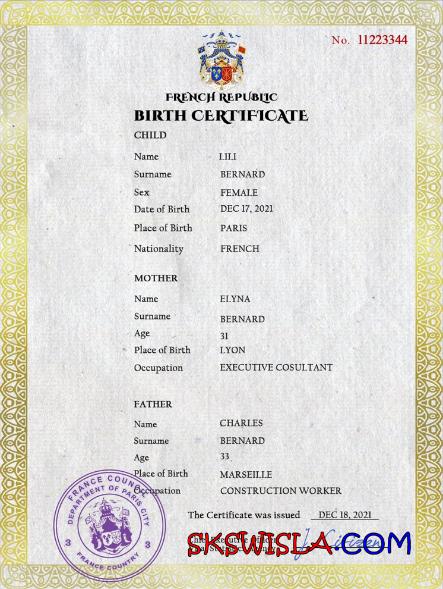 No. 11223344
FRENCH REPUBLIC
BIRTH CERTIFICATE
CHILD
Name LILI
Surname BERNARD
Sex FEMALE
Date of Birth DEC 17, 2021
Place of Birth PARIS
Nationality FRENCH
MOTHER
Name ELYNA
Surname BERNARD
Age 31
Place of Birth LYON
Occupation EXECUTIVE COSULTANT
FATHER
Name CHARLES
Surname BERNARD
Age 33
Place of Birth MARSEILLE
Occupation CONSTRUCTION WORKER
FRANCE COUNCIL
DEPARTMENT OF PARIS CITY
3 3
FRANCE COUNTRY
The Certificate was issued DEC 18, 2021
SKSWISLA.COM